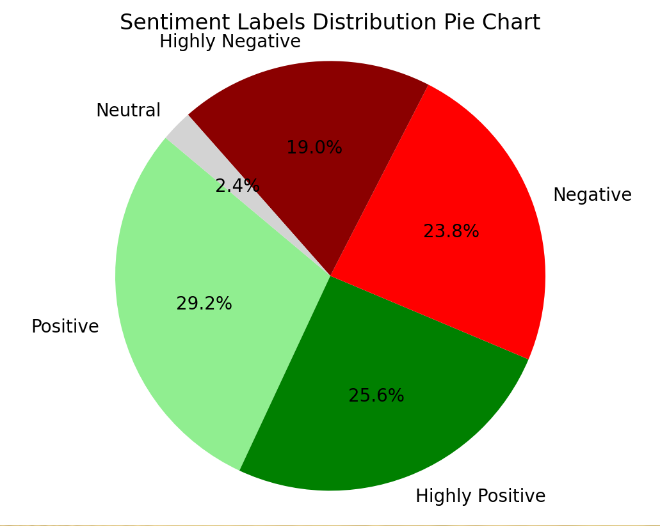 Sentiment Labels Distribution Pie Chart
Highly Negative
Neutral
19.0%
2.4%
Negative
23.8%
29.2%
Positive
25.6%
Highly Positive